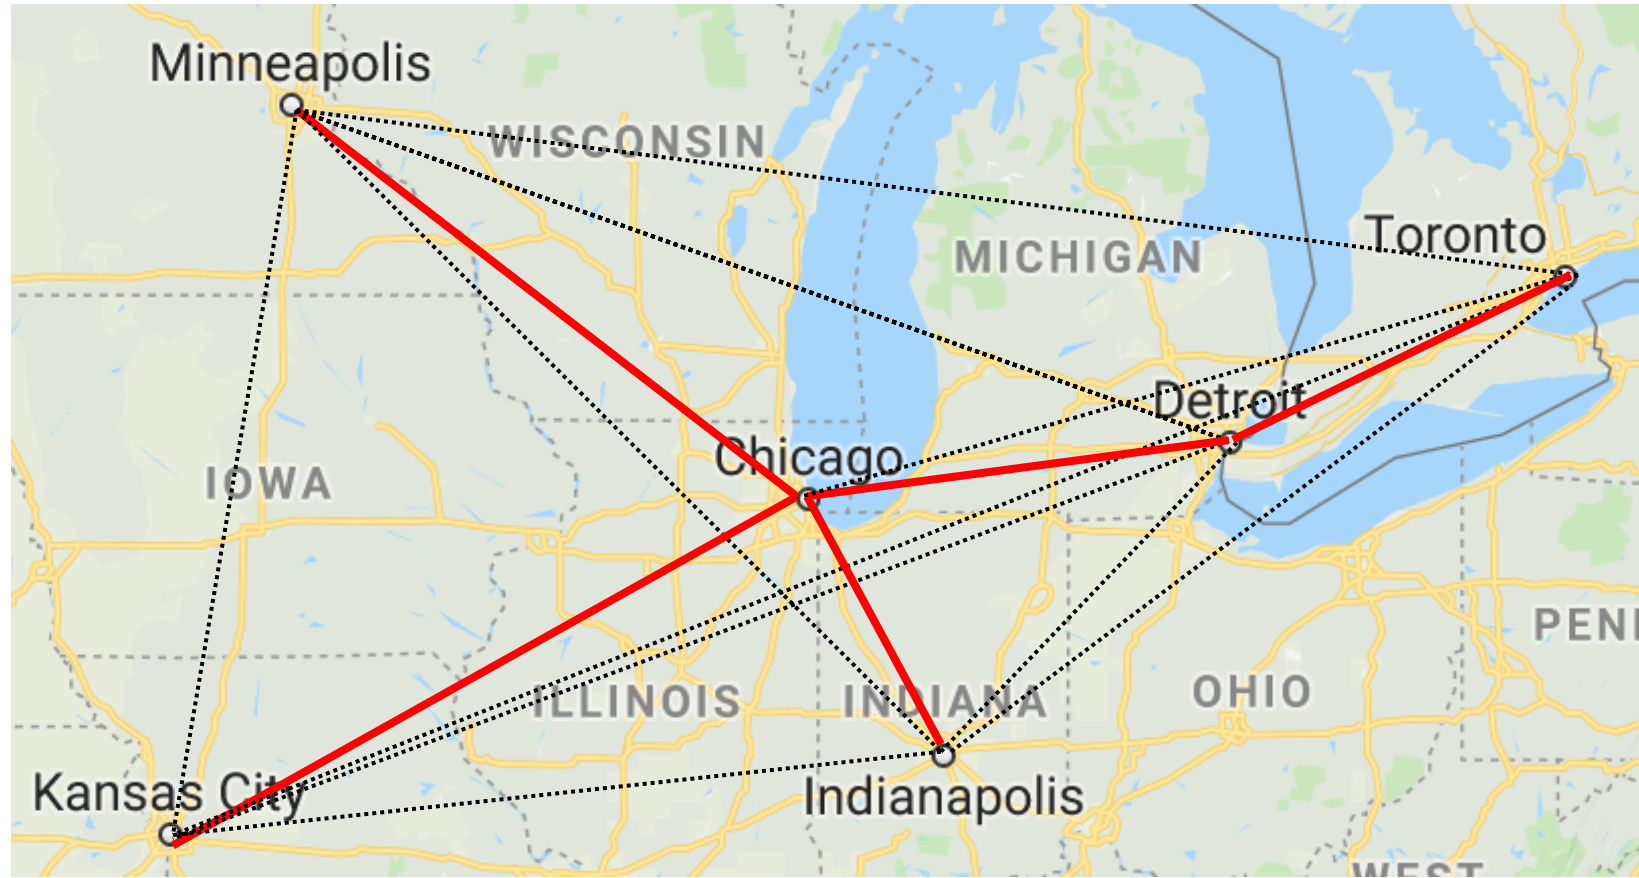 Minneapolis
WISCONSIN
Toronto
MICHIGAN
Detroit
Chicago
IOWA
PENN
OHIO
ILLINOIS
INDIANA
Kansas City
Indianapolis
WEST